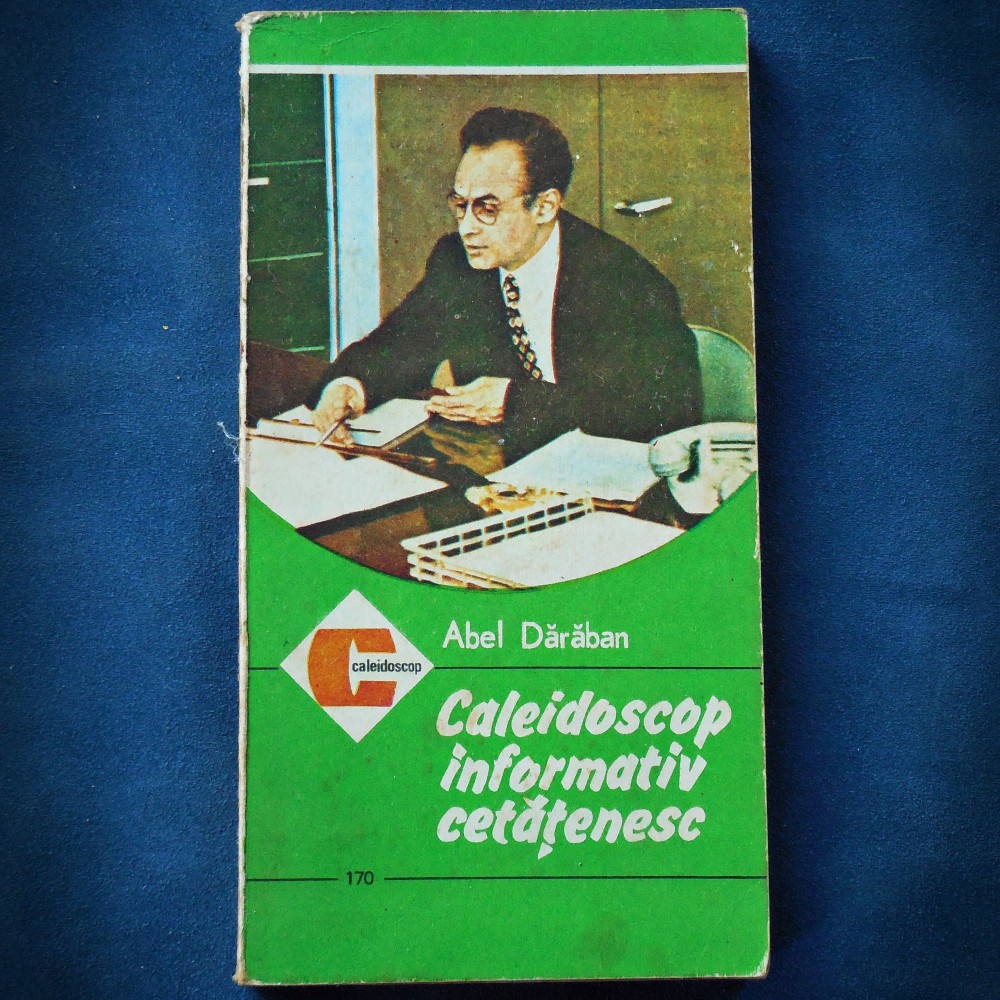 Abel Dărăban
caleidoscop
Caleidoscop
informativ
cetățenesc
170